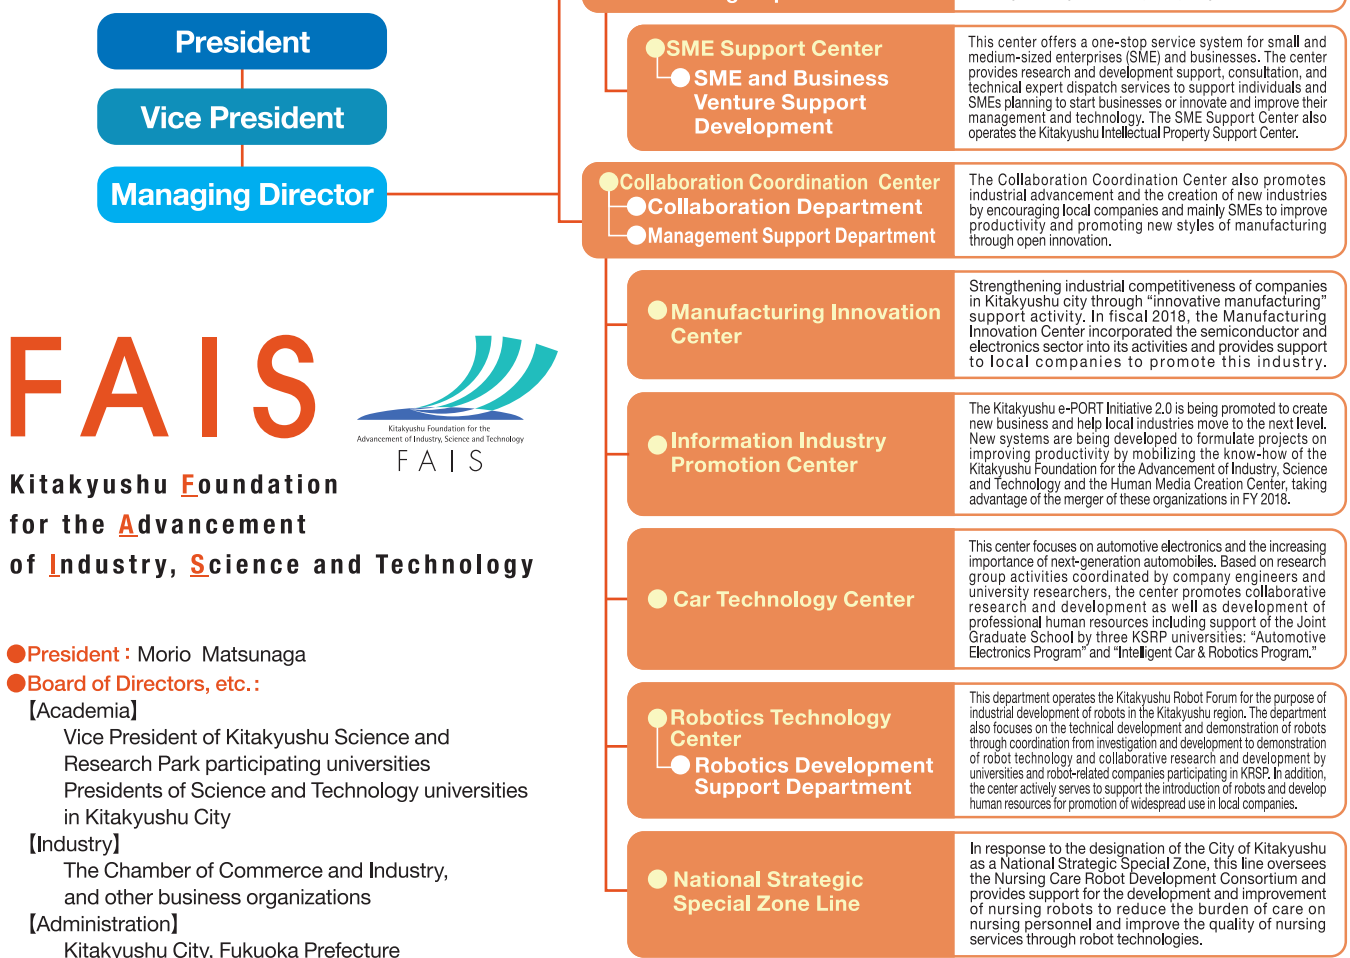 President
Vice President
Managing Director
SME Support Center
SME and Business
Venture Support
Development
This center offers a one-stop service system for small and
medium-sized enterprises (SME) and businesses. The center
provides research and development support, consultation, and
technical expert dispatch services to support individuals and
SMEs planning to start businesses or innovate and improve their
management and technology. The SME Support Center also
operates the Kitakyushu Intellectual Property Support Center.
Collaboration Coordination Center
Collaboration Department
Management Support Department
The Collaboration Coordination Center also promotes
industrial advancement and the creation of new industries
by encouraging local companies and mainly SMEs to improve
productivity and promoting new styles of manufacturing
through open innovation.
Manufacturing Innovation
Center
Strengthening industrial competitiveness of companies
in Kitakyushu city through “innovative manufacturing”
support activity. In fiscal 2018, the Manufacturing
Innovation Center incorporated the semiconductor and
electronics sector into its activities and provides support
to local companies to promote this industry.
Information Industry
Promotion Center
The Kitakyushu e-PORT Initiative 2.0 is being promoted to create
new business and help local industries move to the next level.
New systems are being developed to formulate projects on
improving productivity by mobilizing the know-how of the
Kitakyushu Foundation for the Advancement of Industry, Science
and Technology and the Human Media Creation Center, taking
advantage of the merger of these organizations in FY 2018.
Car Technology Center
This center focuses on automotive electronics and the increasing
importance of next-generation automobiles. Based on research
group activities coordinated by company engineers and
university researchers, the center promotes collaborative
research and development as well as development of
professional human resources including support of the Joint
Graduate School by three KSRP universities: “Automotive
Electronics Program” and “Intelligent Car & Robotics Program.”
Robotics Technology
Center
Robotics Development
Support Department
This department operates the Kitakyushu Robot Forum for the purpose of
industrial development of robots in the Kitakyushu region. The department
also focuses on the technical development and demonstration of robots
through coordination from investigation and development to demonstration
of robot technology and collaborative research and development by
universities and robot-related companies participating in KRSP. In addition,
the center actively serves to support the introduction of robots and develop
human resources for promotion of widespread use in local companies.
National Strategic
Special Zone Line
In response to the designation of the City of Kitakyushu
as a National Strategic Special Zone, this line oversees
the Nursing Care Robot Development Consortium and
provides support for the development and improvement
of nursing robots to reduce the burden of care on
nursing personnel and improve the quality of nursing
services through robot technologies.
FAIS
Kitakyushu Foundation for the
Advancement of Industry, Science and Technology
FAIS
Kitakyushu Foundation
for the Advancement
of Industry, Science and Technology
●President : Morio Matsunaga
●Board of Directors, etc. :
【Academia】
Vice President of Kitakyushu Science and
Research Park participating universities
Presidents of Science and Technology universities
in Kitakyushu City
【Industry】
The Chamber of Commerce and Industry,
and other business organizations
【Administration】
Kitakyushu City, Fukuoka Prefecture